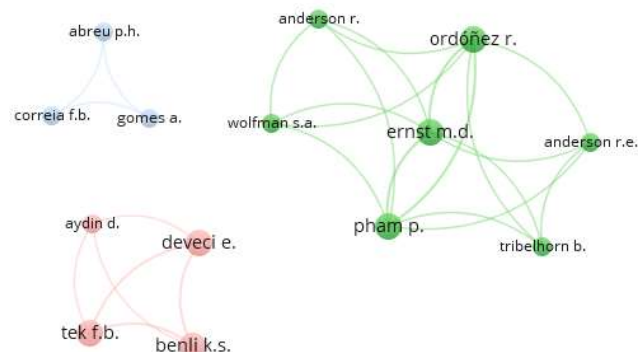 abreu p.h.
correia f.b.
gomes a.
anderson r.
ordóñez r.
wolfman s.a.
ernst m.d.
anderson r.e.
pham p.
tribelhorn b.
aydin d.
deveci e.
tek f.b.
benli k.s.